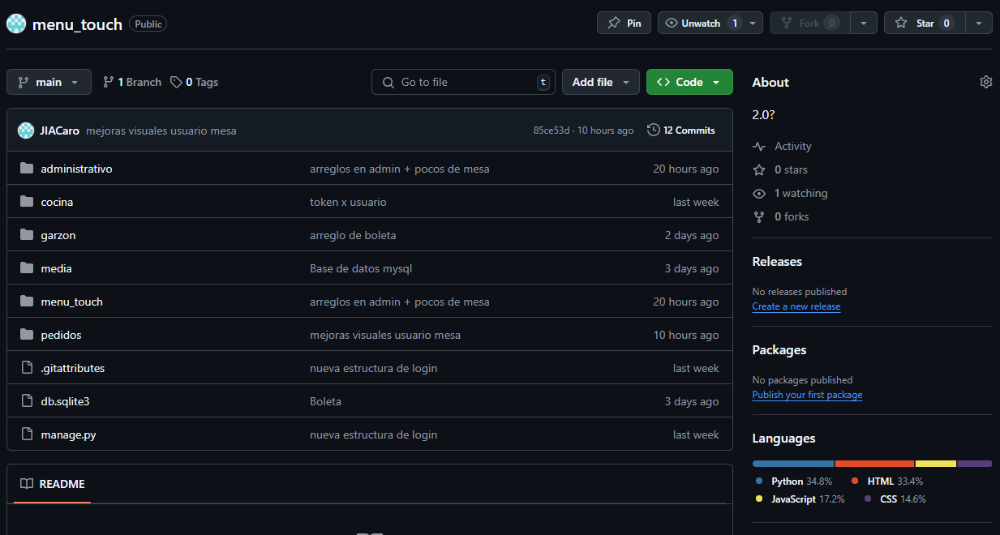 menu_touch Public Pin Unwatch 1 Fork 0 Star 0
main 1 Branch 0 Tags Go to file t Add file Code
JIACaro mejoras visuales usuario mesa 85ce53d · 10 hours ago 12 Commits
administrativo arreglos en admin + pocos de mesa 20 hours ago
cocina token x usuario last week
garzon arreglo de boleta 2 days ago
media Base de datos mysql 3 days ago
menu_touch arreglos en admin + pocos de mesa 20 hours ago
pedidos mejoras visuales usuario mesa 10 hours ago
.gitattributes nueva estructura de login last week
db.sqlite3 Boleta 3 days ago
manage.py nueva estructura de login last week
README
About
2.0?
Activity
0 stars
1 watching
0 forks
Releases
No releases published
Create a new release
Packages
No packages published
Publish your first package
Languages
Python 34.8% HTML 33.4%
JavaScript 17.2% CSS 14.6%